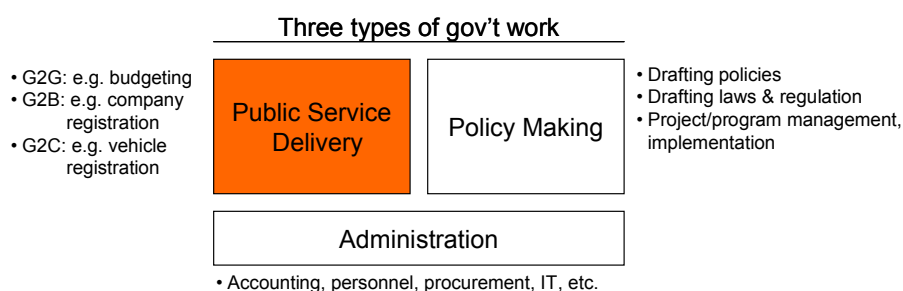 Three types of gov't work
• G2G: e.g. budgeting
• G2B: e.g. company
registration
• G2C: e.g. vehicle
registration
Public Service
Delivery
Policy Making
• Drafting policies
• Drafting laws & regulation
• Project/program management,
implementation
Administration
• Accounting, personnel, procurement, IT, etc.